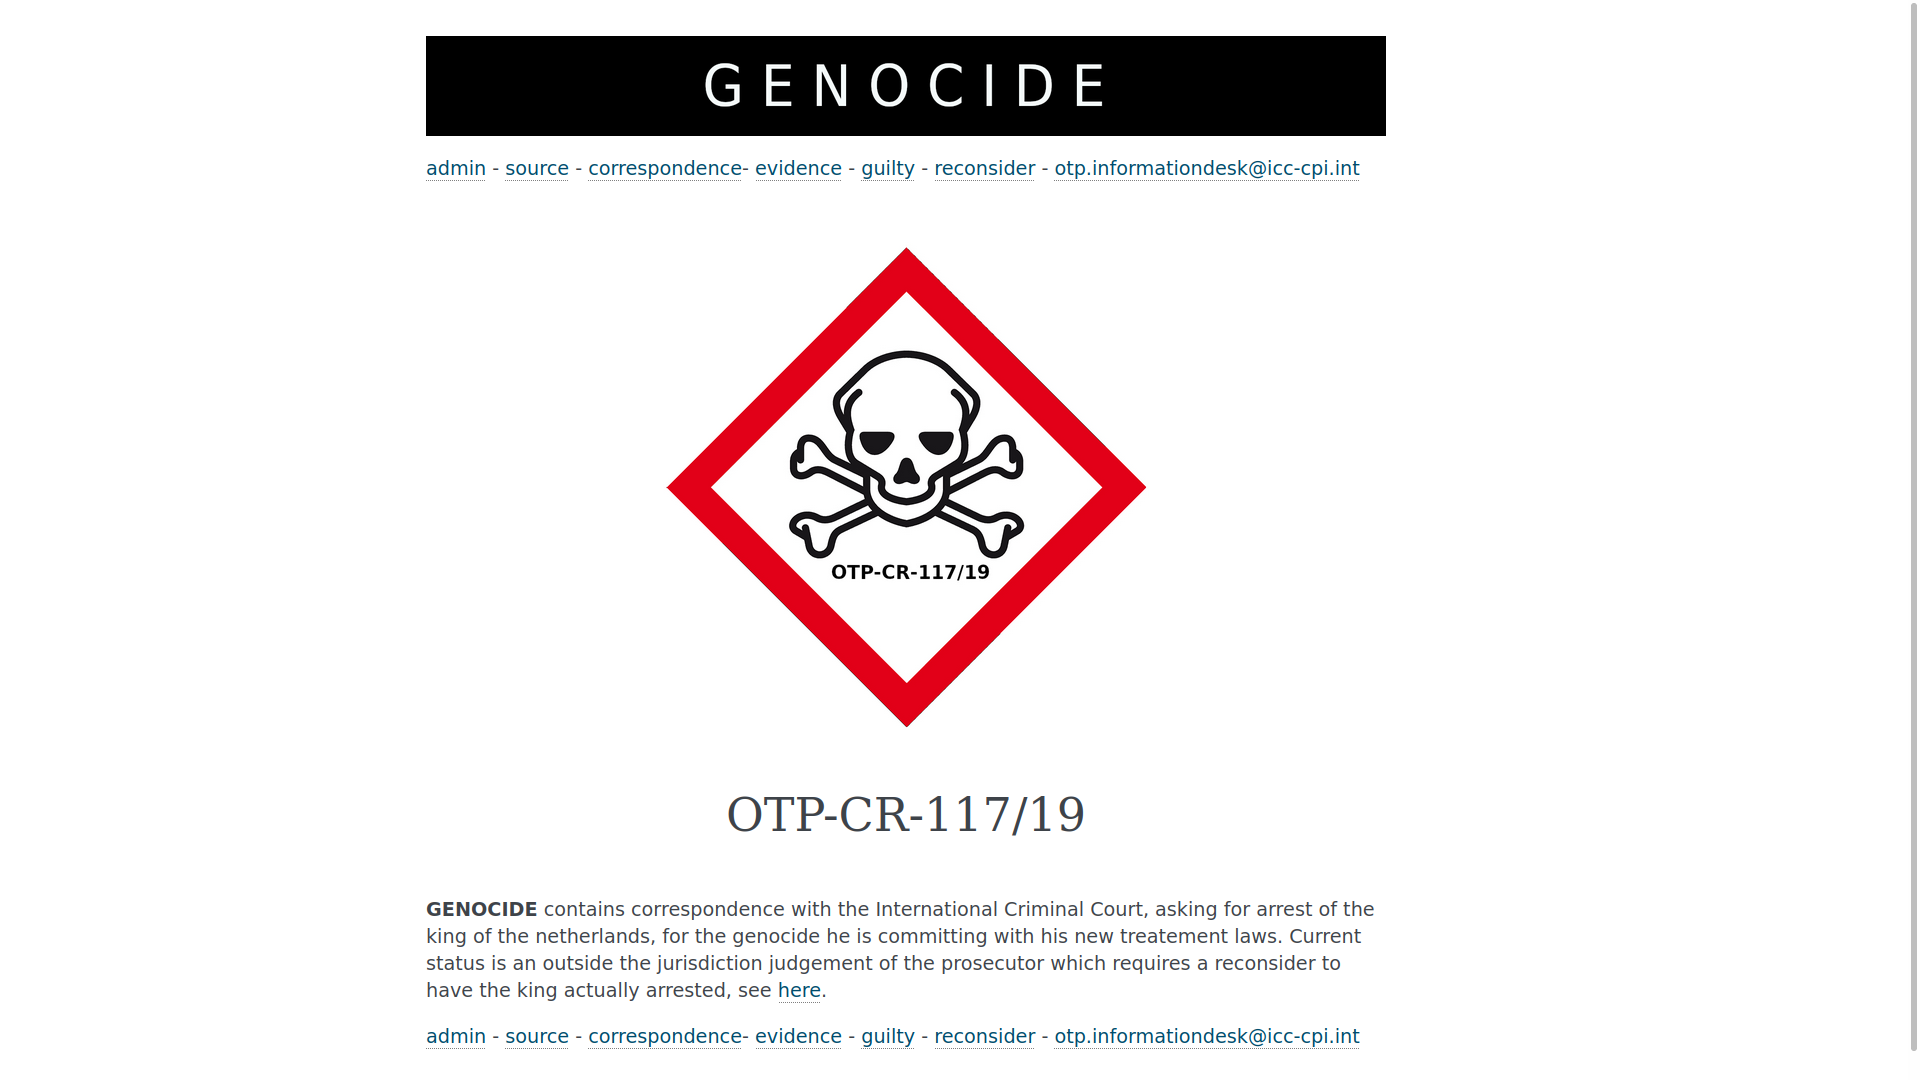 GENOCIDE
admin - source - correspondence- evidence - guilty - reconsider - otp.informationdesk@icc-cpi.int
OTP-CR-117/19
OTP-CR-117/19
GENOCIDE contains correspondence with the International Criminal Court, asking for arrest of the
king of the netherlands, for the genocide he is committing with his new treatement laws. Current
status is an outside the jurisdiction judgement of the prosecutor which requires a reconsider to
have the king actually arrested, see here.
admin - source - correspondence- evidence - guilty - reconsider - otp.informationdesk@icc-cpi.int